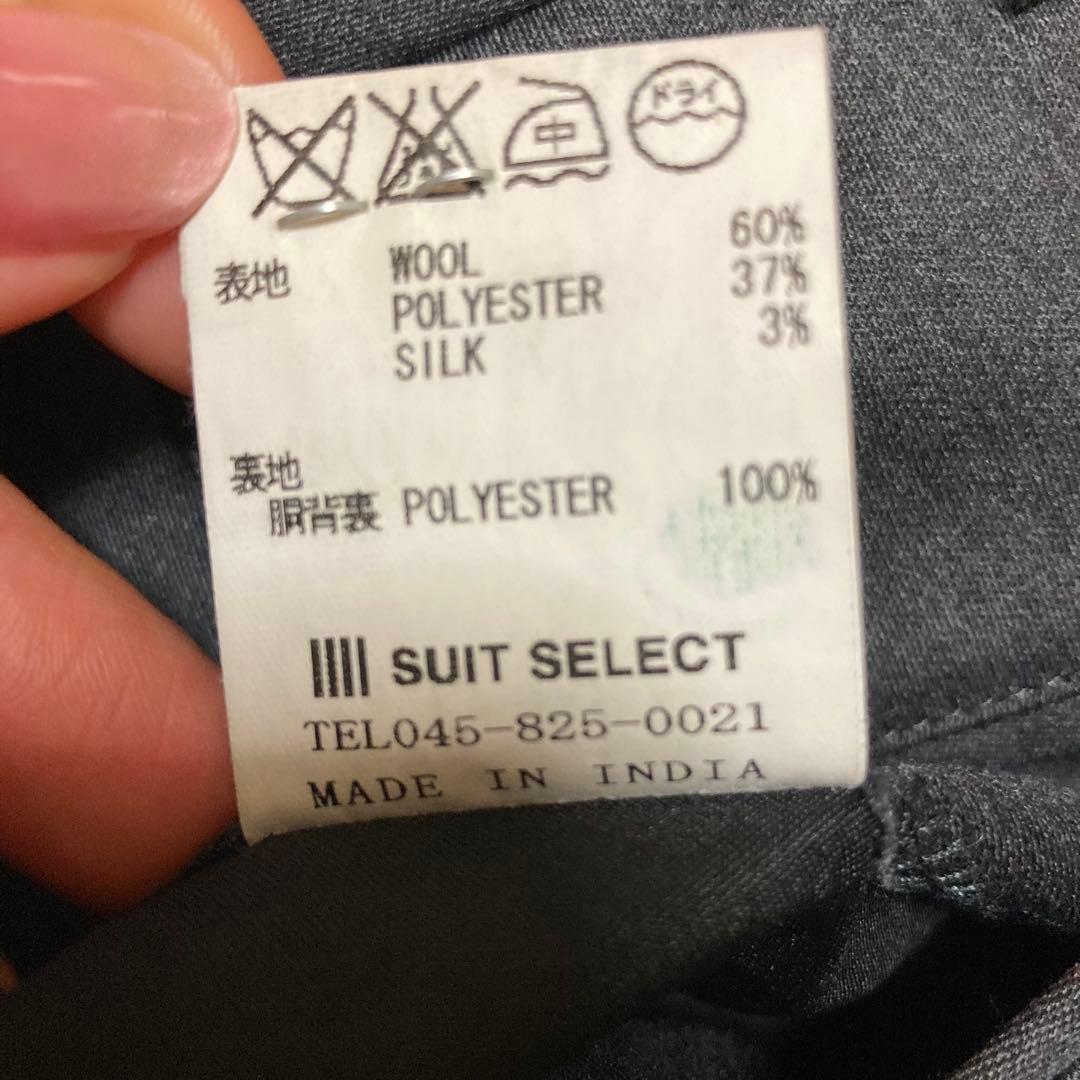 中 ドライ
表地 WOOL 60%
POLYESTER 37%
SILK 3%
裏地
胴背裏 POLYESTER 100%
SUIT SELECT
TEL045-825-0021
MADE IN INDIA